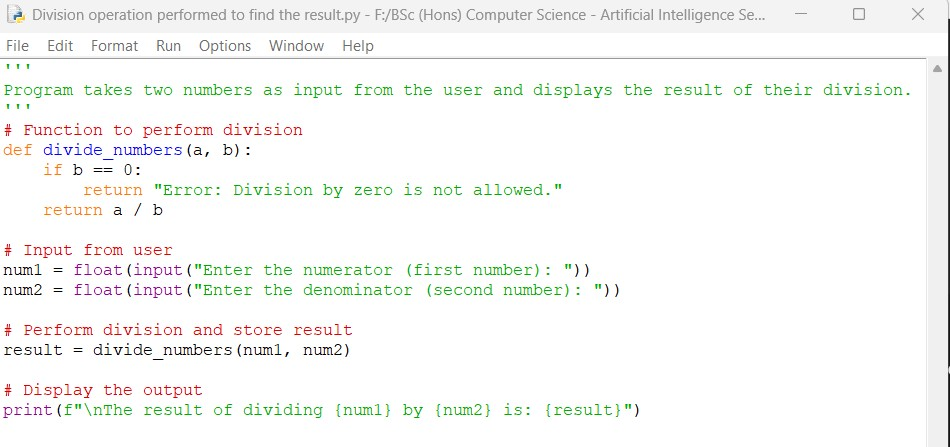 Division operation performed to find the result.py - F:/BSc (Hons) Computer Science - Artificial Intelligence Se...
File Edit Format Run Options Window Help
'''
Program takes two numbers as input from the user and displays the result of their division.
'''
# Function to perform division
def divide_numbers(a, b):
    if b == 0:
        return "Error: Division by zero is not allowed."
    return a / b

# Input from user
num1 = float(input("Enter the numerator (first number): "))
num2 = float(input("Enter the denominator (second number): "))

# Perform division and store result
result = divide_numbers(num1, num2)

# Display the output
print(f"\nThe result of dividing {num1} by {num2} is: {result}")